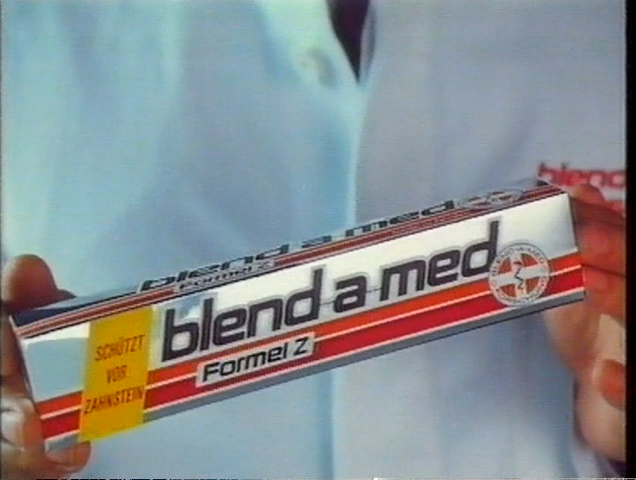 blend
blend a med
Formel Z
blend a med
Formel Z
SCHÜTZT
VOR
ZAHNSTEIN